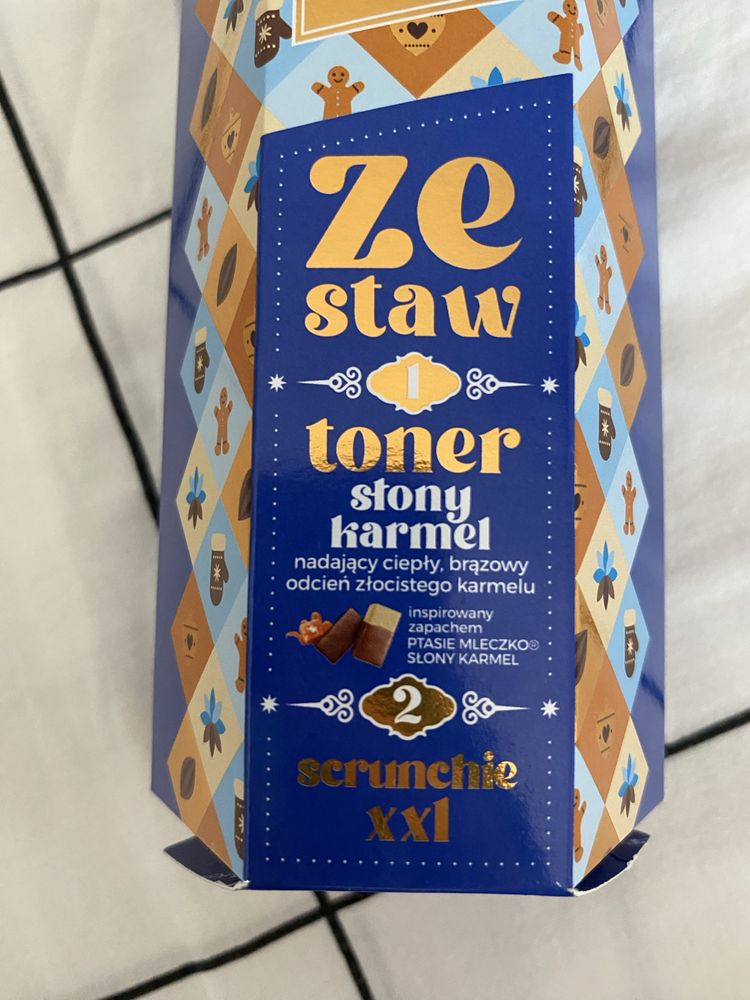 ze
staw
1
toner
słony
karmel
nadający ciepły, brązowy
odcień złocistego karmelu
inspirowany
zapachem
PTASIE MLECZKO®
SŁONY KARMEL
2
scrunchie
xxl